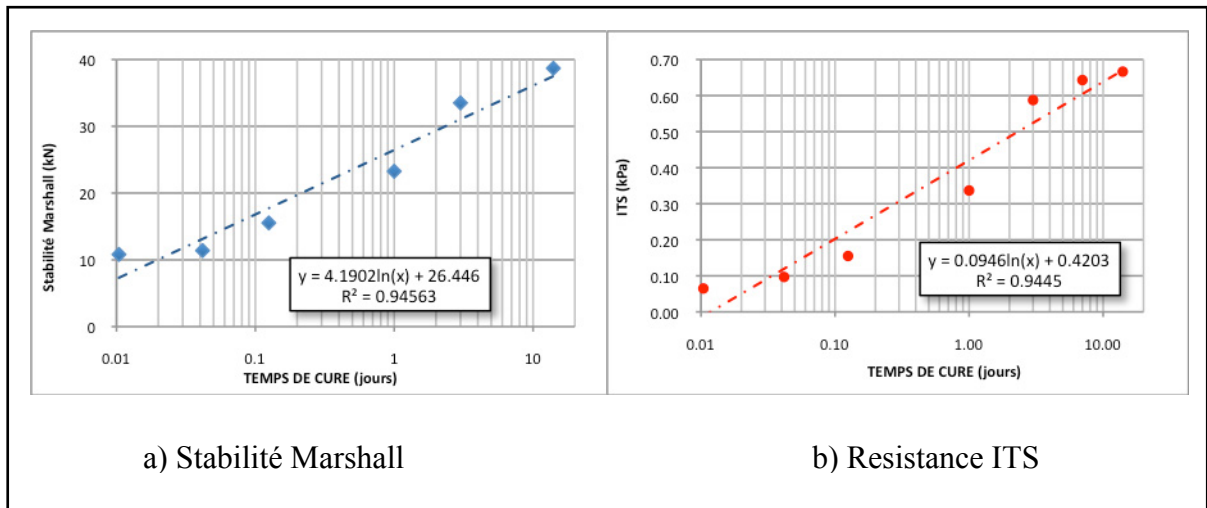 40
30
20
10
0
Stabilité Marshall (kN)
y = 4.1902ln(x) + 26.446
R² = 0.94563
0.01 0.1 1 10
TEMPS DE CURE (jours)
0.70
0.60
0.50
0.40
0.30
0.20
0.10
0.00
ITS (kPa)
y = 0.0946ln(x) + 0.4203
R² = 0.9445
0.01 0.10 1.00 10.00
TEMPS DE CURE (jours)
a) Stabilité Marshall
b) Resistance ITS